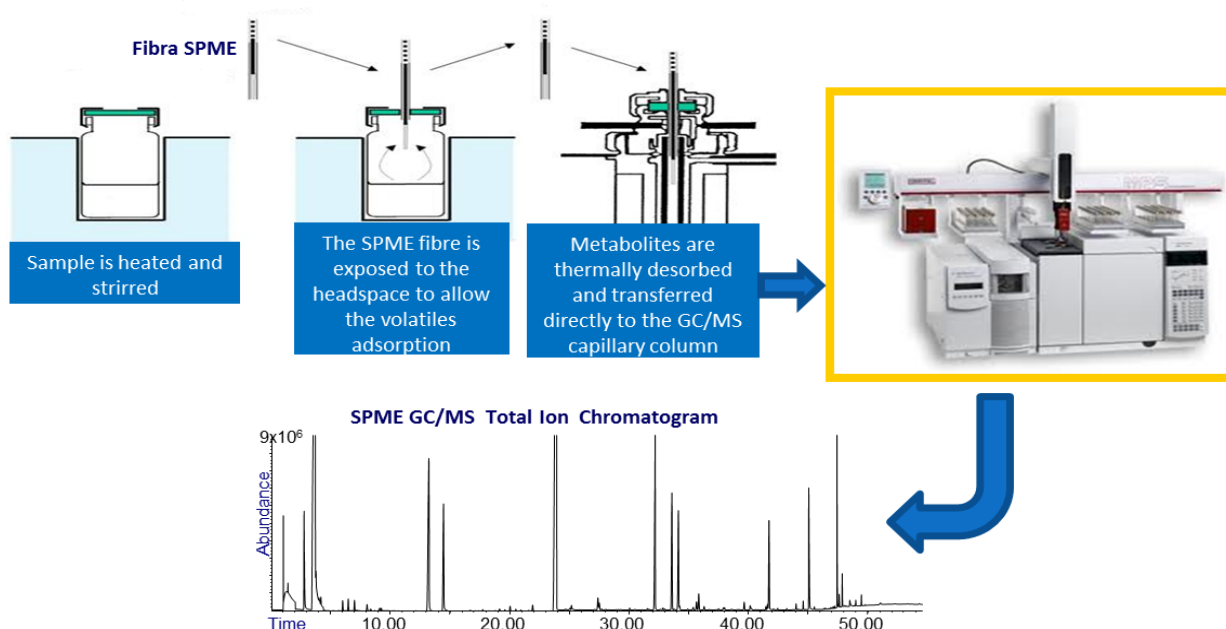 Fibra SPME
Sample is heated and
strirred
The SPME fibre is
exposed to the
headspace to allow
the volatiles
adsorption
Metabolites are
thermally desorbed
and transferred
directly to the GC/MS
capillary column
MPS
SPME GC/MS Total Ion Chromatogram
9x10⁶
Abundance
Time 10.00 20.00 30.00 40.00 50.00